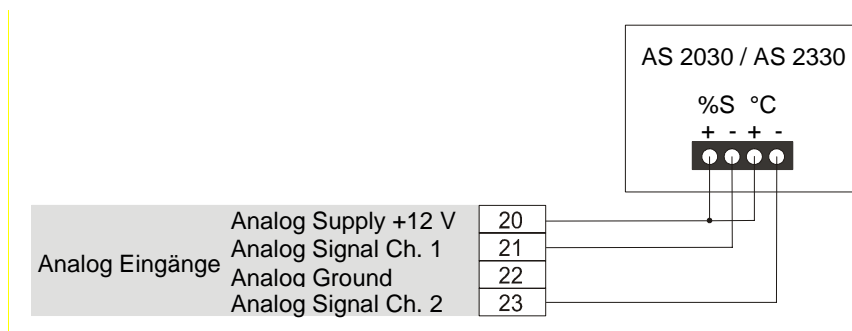 AS 2030 / AS 2330
%S °C
+ - + -
Analog Eingänge
Analog Supply +12 V 20
Analog Signal Ch. 1 21
Analog Ground 22
Analog Signal Ch. 2 23